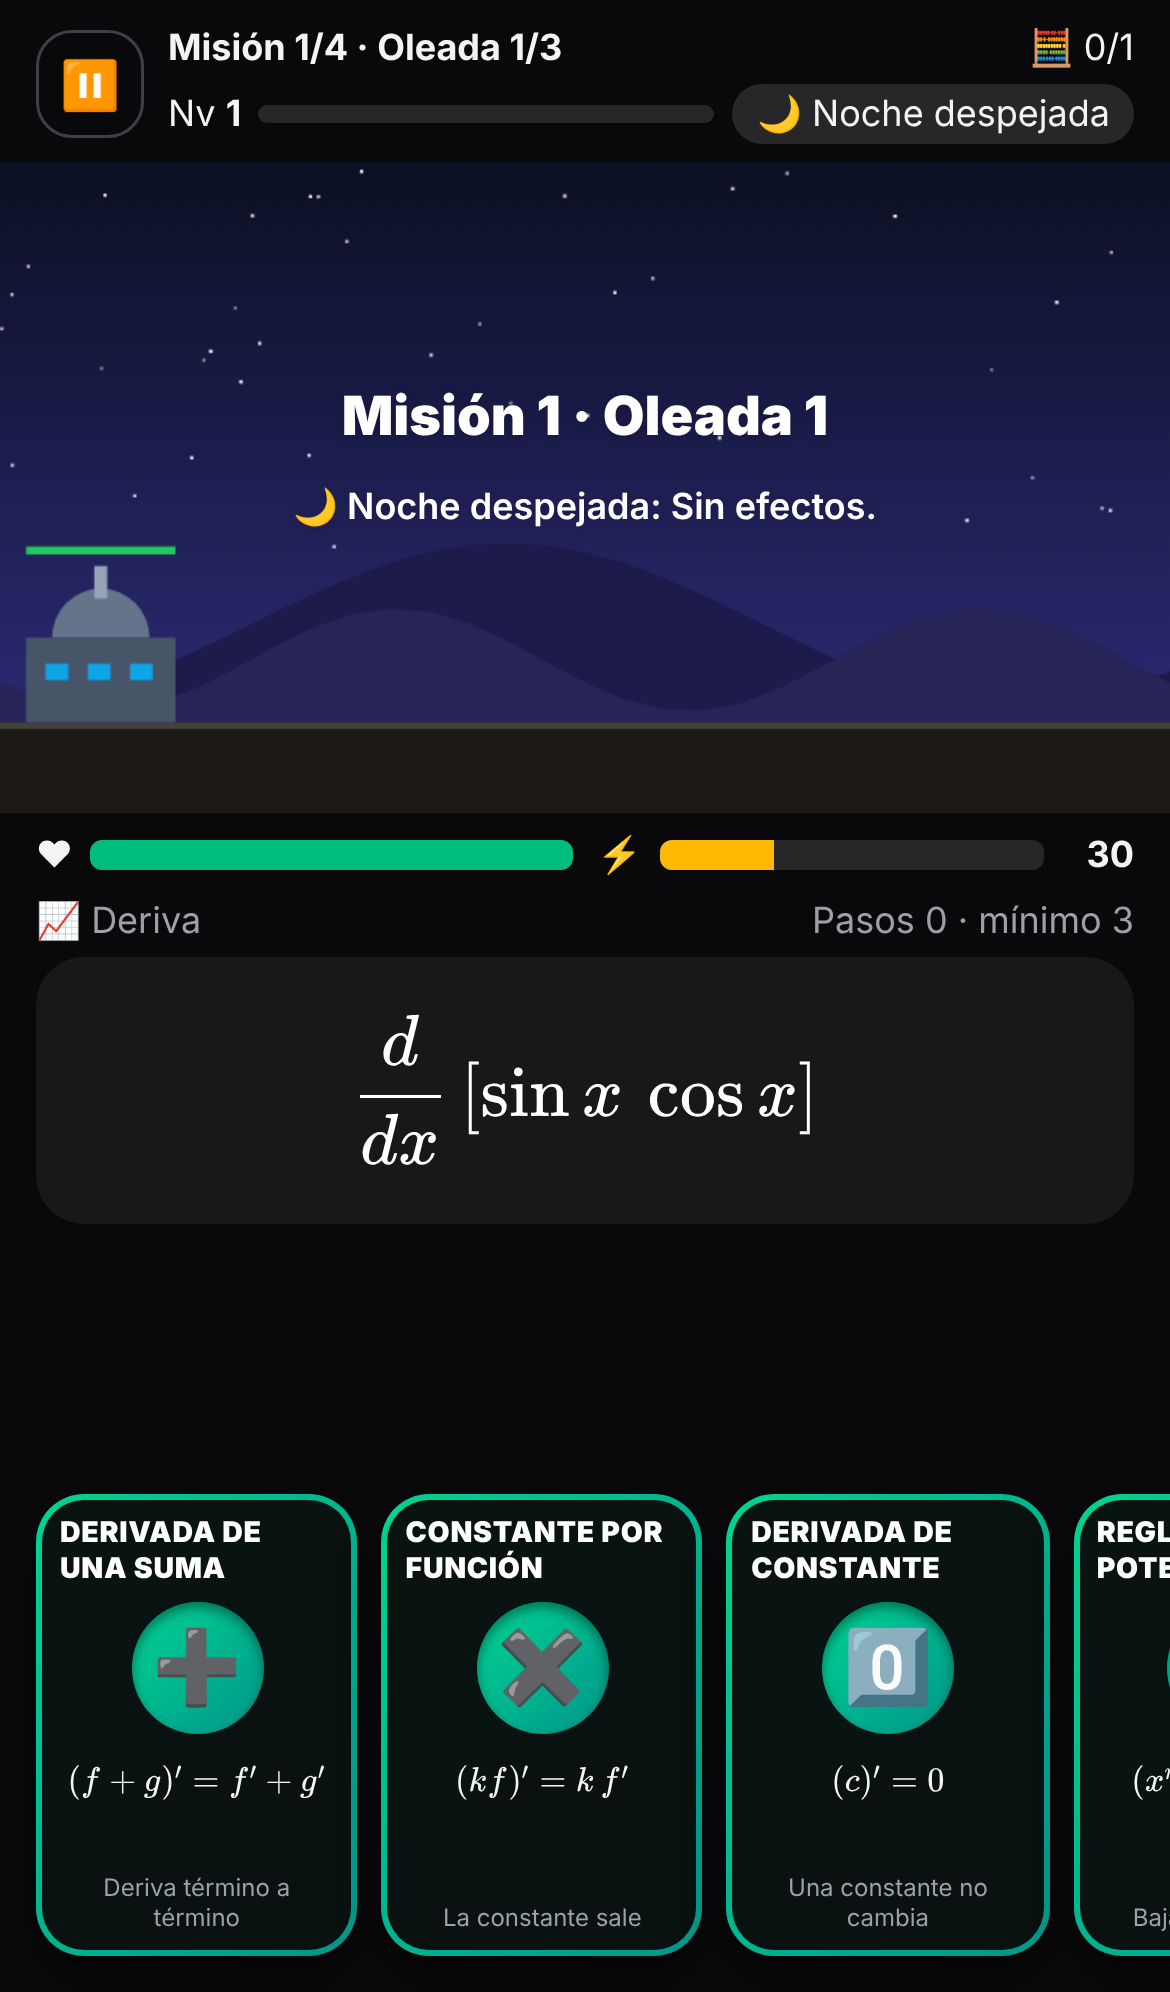 Misión 1/4 · Oleada 1/3
0/1
Nv 1
Noche despejada
Misión 1 · Oleada 1
Noche despejada: Sin efectos.
30
Deriva
Pasos 0 · mínimo 3
d/dx [sin x cos x]
DERIVADA DE
UNA SUMA
(f + g)′ = f′ + g′
Deriva término a
término
CONSTANTE POR
FUNCIÓN
(kf)′ = k f′
La constante sale
DERIVADA DE
CONSTANTE
0
(c)′ = 0
Una constante no
cambia